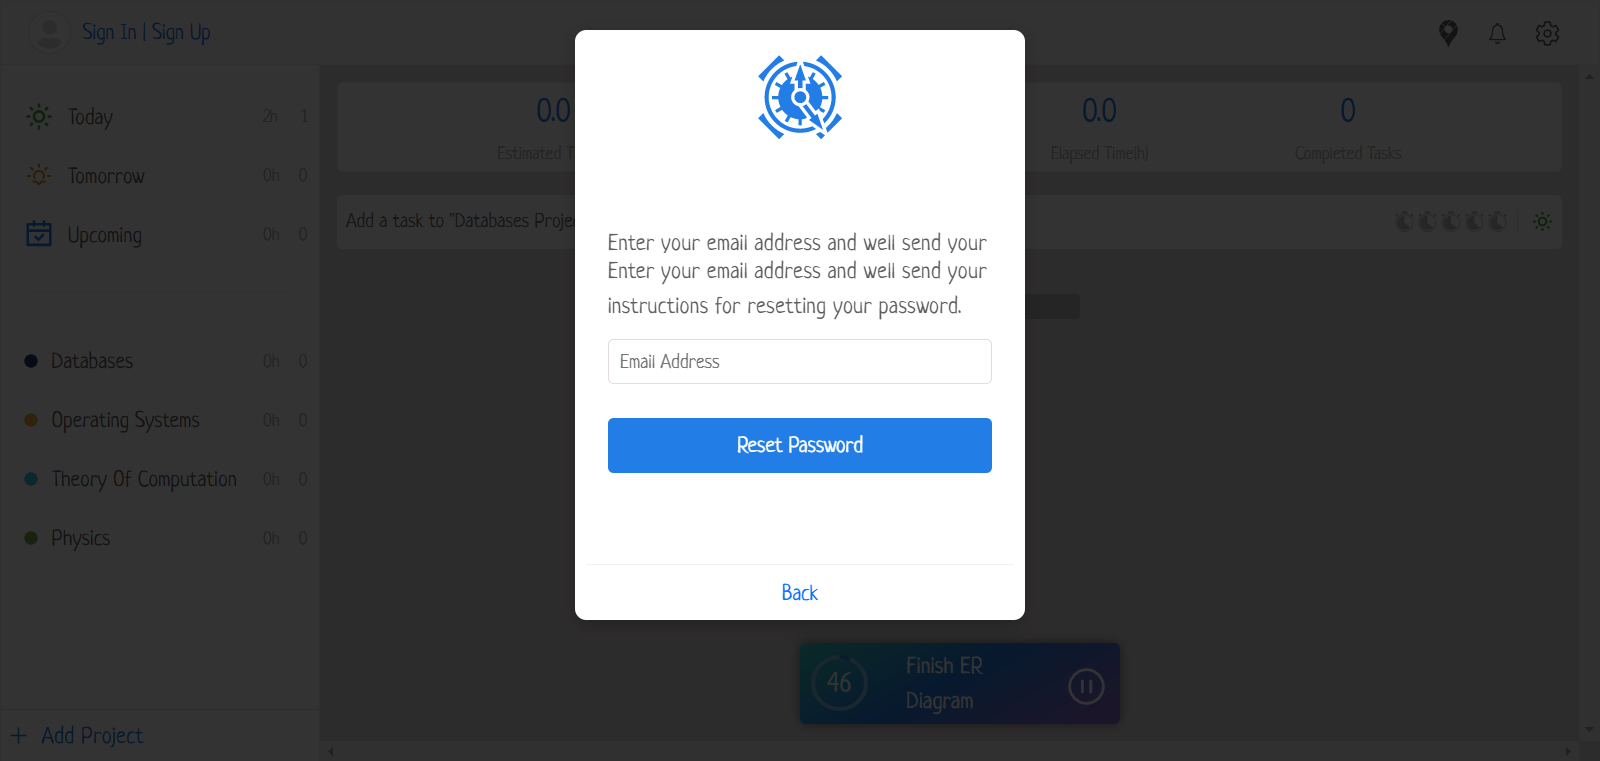 Sign In | Sign Up
Today 2h 1
Tomorrow 0h 0
Upcoming 0h 0
Databases 0h 0
Operating Systems 0h 0
Theory Of Computation 0h 0
Physics 0h 0
+ Add Project
0.0
Estimated T
0.0
Elapsed Time(h)
0
Completed Tasks
Add a task to "Databases Projec
Enter your email address and well send your
Enter your email address and well send your
instructions for resetting your password.
Email Address
Reset Password
Back
46
Finish ER
Diagram